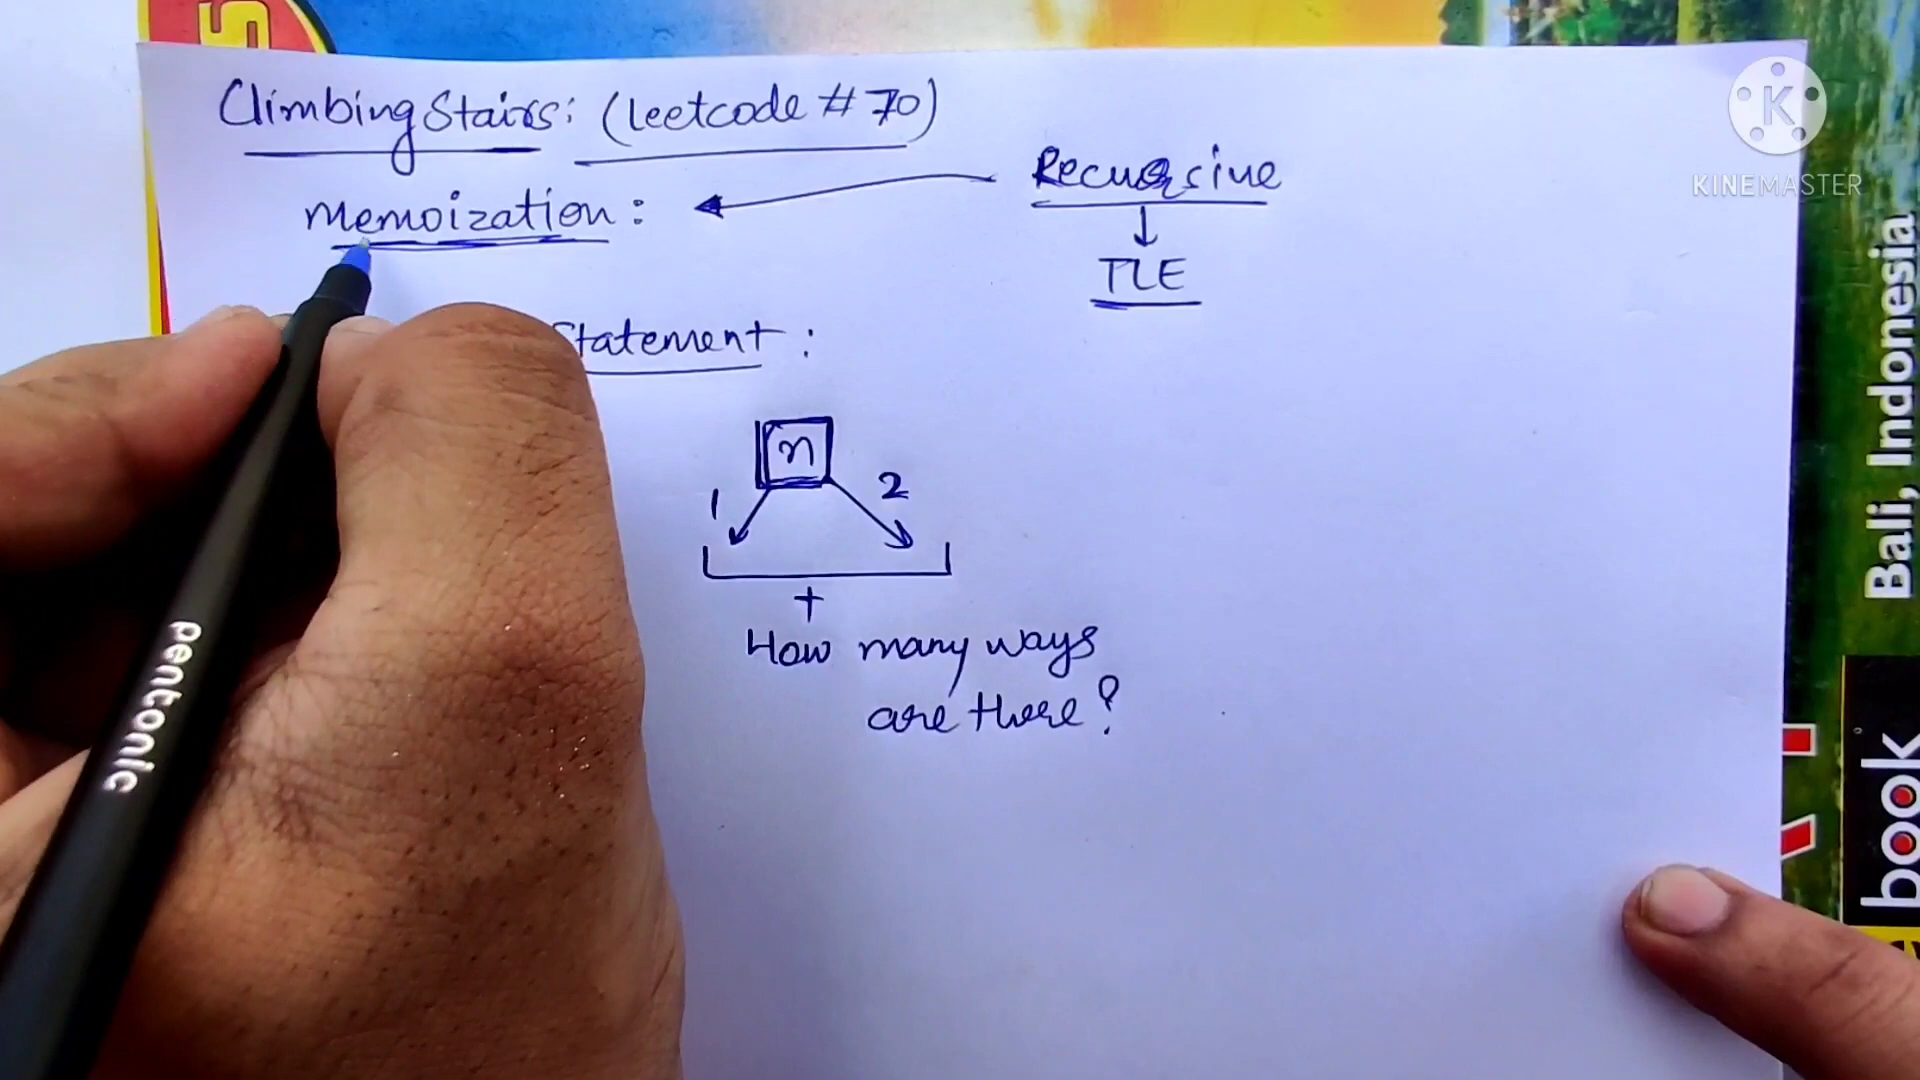 Climbing Stairs: (leetcode # 70)
Recursive
Memoization:
TLE
Statement:
n
1 2
+
How many ways
are there?
pentonic
K
KINEMASTER
Bali, Indonesia
book
S